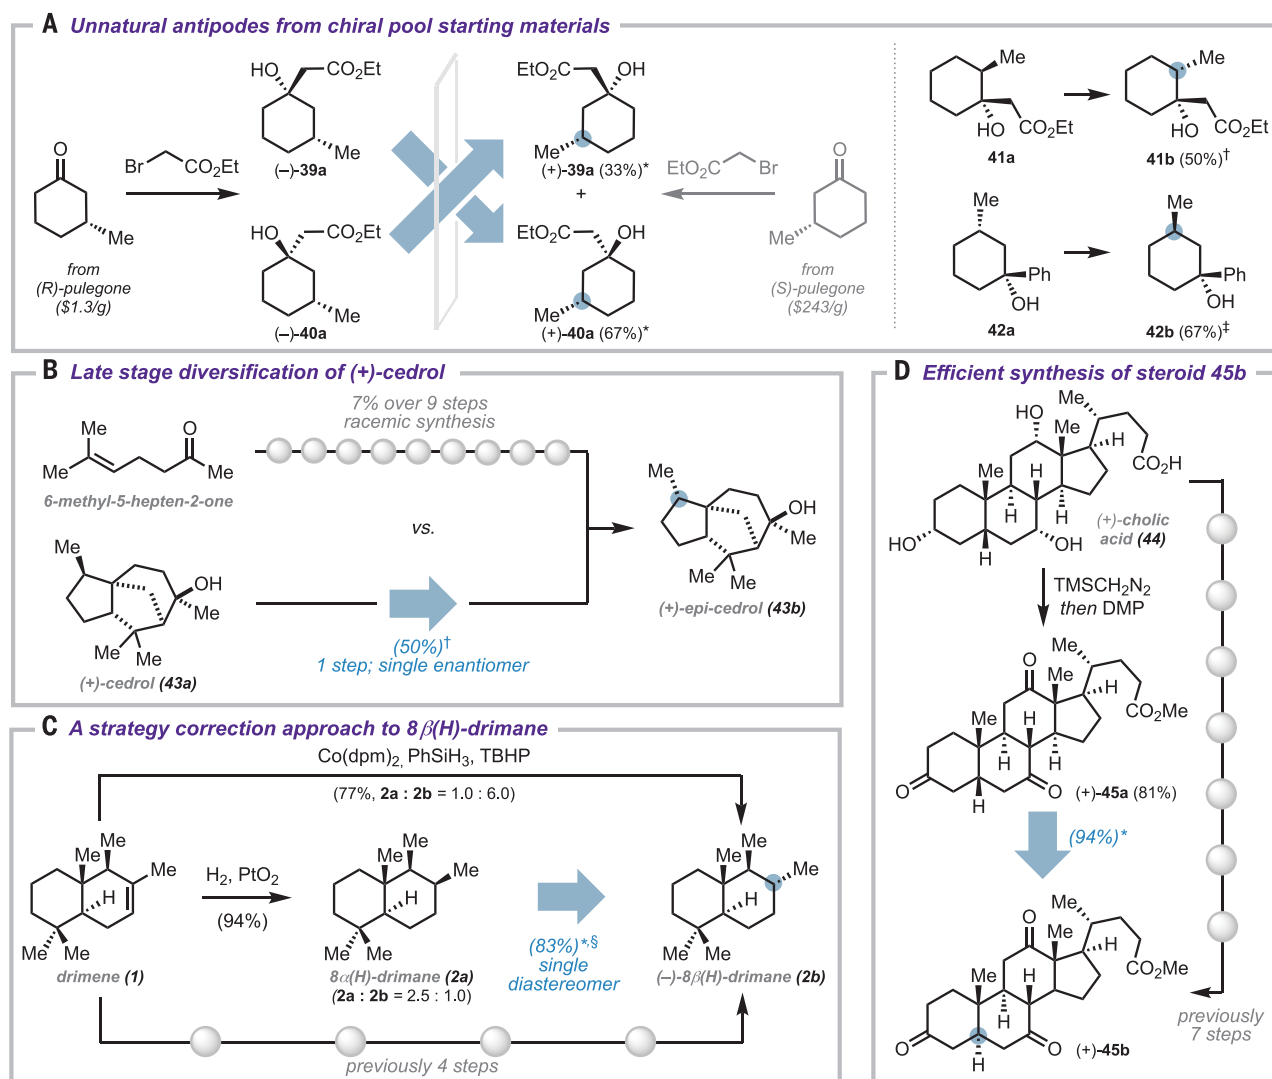 A Unnatural antipodes from chiral pool starting materials
O
Me
from
(R)-pulegone
($1.3/g)
Br
CO2Et
HO
CO2Et
Me
(–)-39a
HO
CO2Et
Me
(–)-40a
EtO2C
OH
Me
(+)-39a (33%)*
+
EtO2C
OH
Me
(+)-40a (67%)*
EtO2C
Br
O
Me
from
(S)-pulegone
($243/g)
Me
HO
CO2Et
41a
Me
HO
CO2Et
41b (50%)†
Me
Ph
OH
42a
Me
Ph
OH
42b (67%)‡
B Late stage diversification of (+)-cedrol
7% over 9 steps
racemic synthesis
Me
O
Me
Me
6-methyl-5-hepten-2-one
vs.
Me
OH
Me
Me
Me
(+)-cedrol (43a)
(50%)†
1 step; single enantiomer
Me
OH
Me
Me
Me
(+)-epi-cedrol (43b)
C A strategy correction approach to 8β(H)-drimane
Co(dpm)2, PhSiH3, TBHP
(77%, 2a : 2b = 1.0 : 6.0)
Me
Me
Me
H
Me
Me
drimene (1)
H2, PtO2
(94%)
Me
Me
Me
H
Me
Me
8α(H)-drimane (2a)
(2a : 2b = 2.5 : 1.0)
(83%)*,§
single
diastereomer
Me
Me
Me
H
Me
Me
(–)-8β(H)-drimane (2b)
previously 4 steps
D Efficient synthesis of steroid 45b
Me
HO
Me
H
CO2H
Me
H
H
H
HO
OH
H
(+)-cholic
acid (44)
TMSCH2N2
then DMP
Me
O
Me
H
CO2Me
Me
H
H
H
O
O
H
(+)-45a (81%)
(94%)*
Me
O
Me
H
CO2Me
Me
H
H
O
O
H
(+)-45b
previously
7 steps